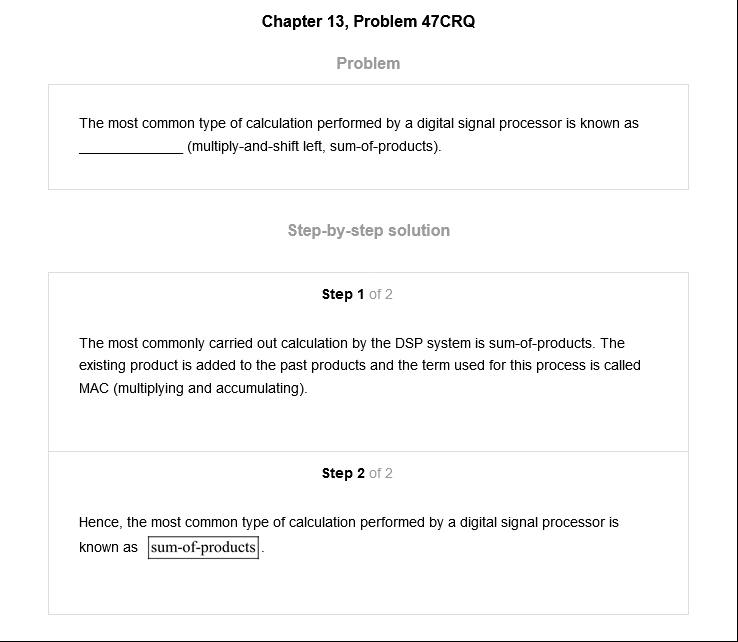 Chapter 13, Problem 47CRQ
Problem
The most common type of calculation performed by a digital signal processor is known as
_____________ (multiply-and-shift left, sum-of-products).
Step-by-step solution
Step 1 of 2
The most commonly carried out calculation by the DSP system is sum-of-products. The
existing product is added to the past products and the term used for this process is called
MAC (multiplying and accumulating).
Step 2 of 2
Hence, the most common type of calculation performed by a digital signal processor is
known as sum-of-products.